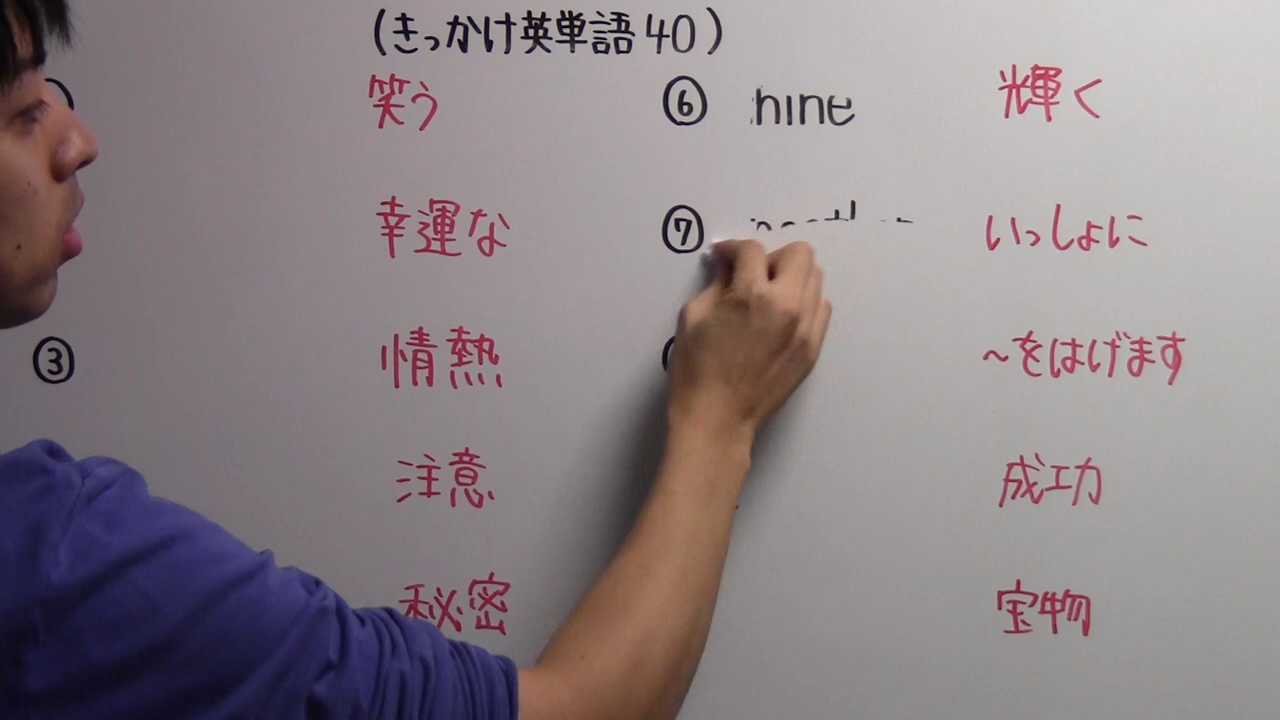 (きっかけ英単語40)
笑う
幸運な
③ 情熱
注意
秘密
⑥ hine 輝く
⑦ いっしょに
~をはげます
成功
宝物